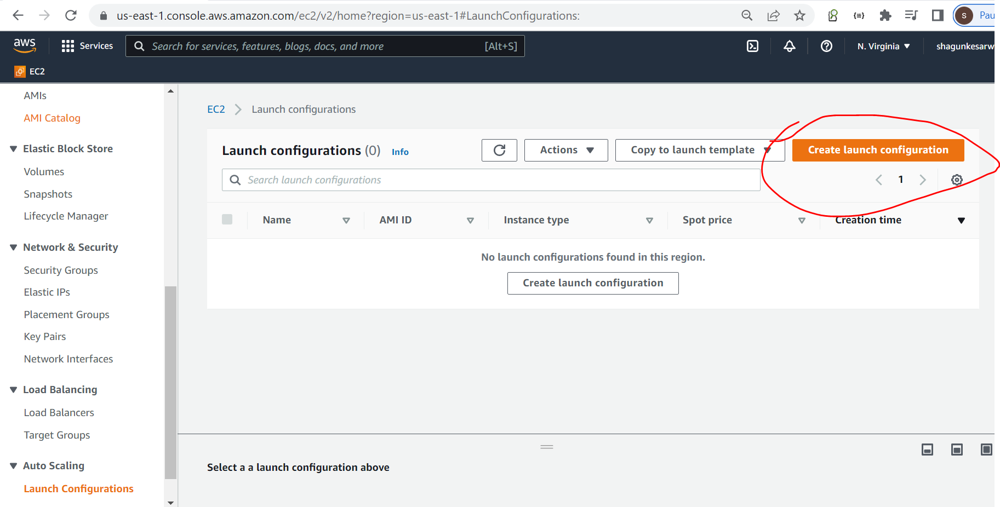 us-east-1.console.aws.amazon.com/ec2/v2/home?region=us-east-1#LaunchConfigurations:
S
aws
Services
Search for services, features, blogs, docs, and more
[Alt+S]
N. Virginia
EC2
AMIs
AMI Catalog
Elastic Block Store
Volumes
Snapshots
Lifecycle Manager
Network & Security
Security Groups
Elastic IPs
Placement Groups
Key Pairs
Network Interfaces
Load Balancing
Load Balancers
Target Groups
Auto Scaling
Launch Configurations
EC2 > Launch configurations
Launch configurations (0) Info
Actions
Copy to launch template
Create launch configuration
Search launch configurations
1
Name AMI ID Instance type Spot price Creation time
No launch configurations found in this region.
Create launch configuration
Select a a launch configuration above